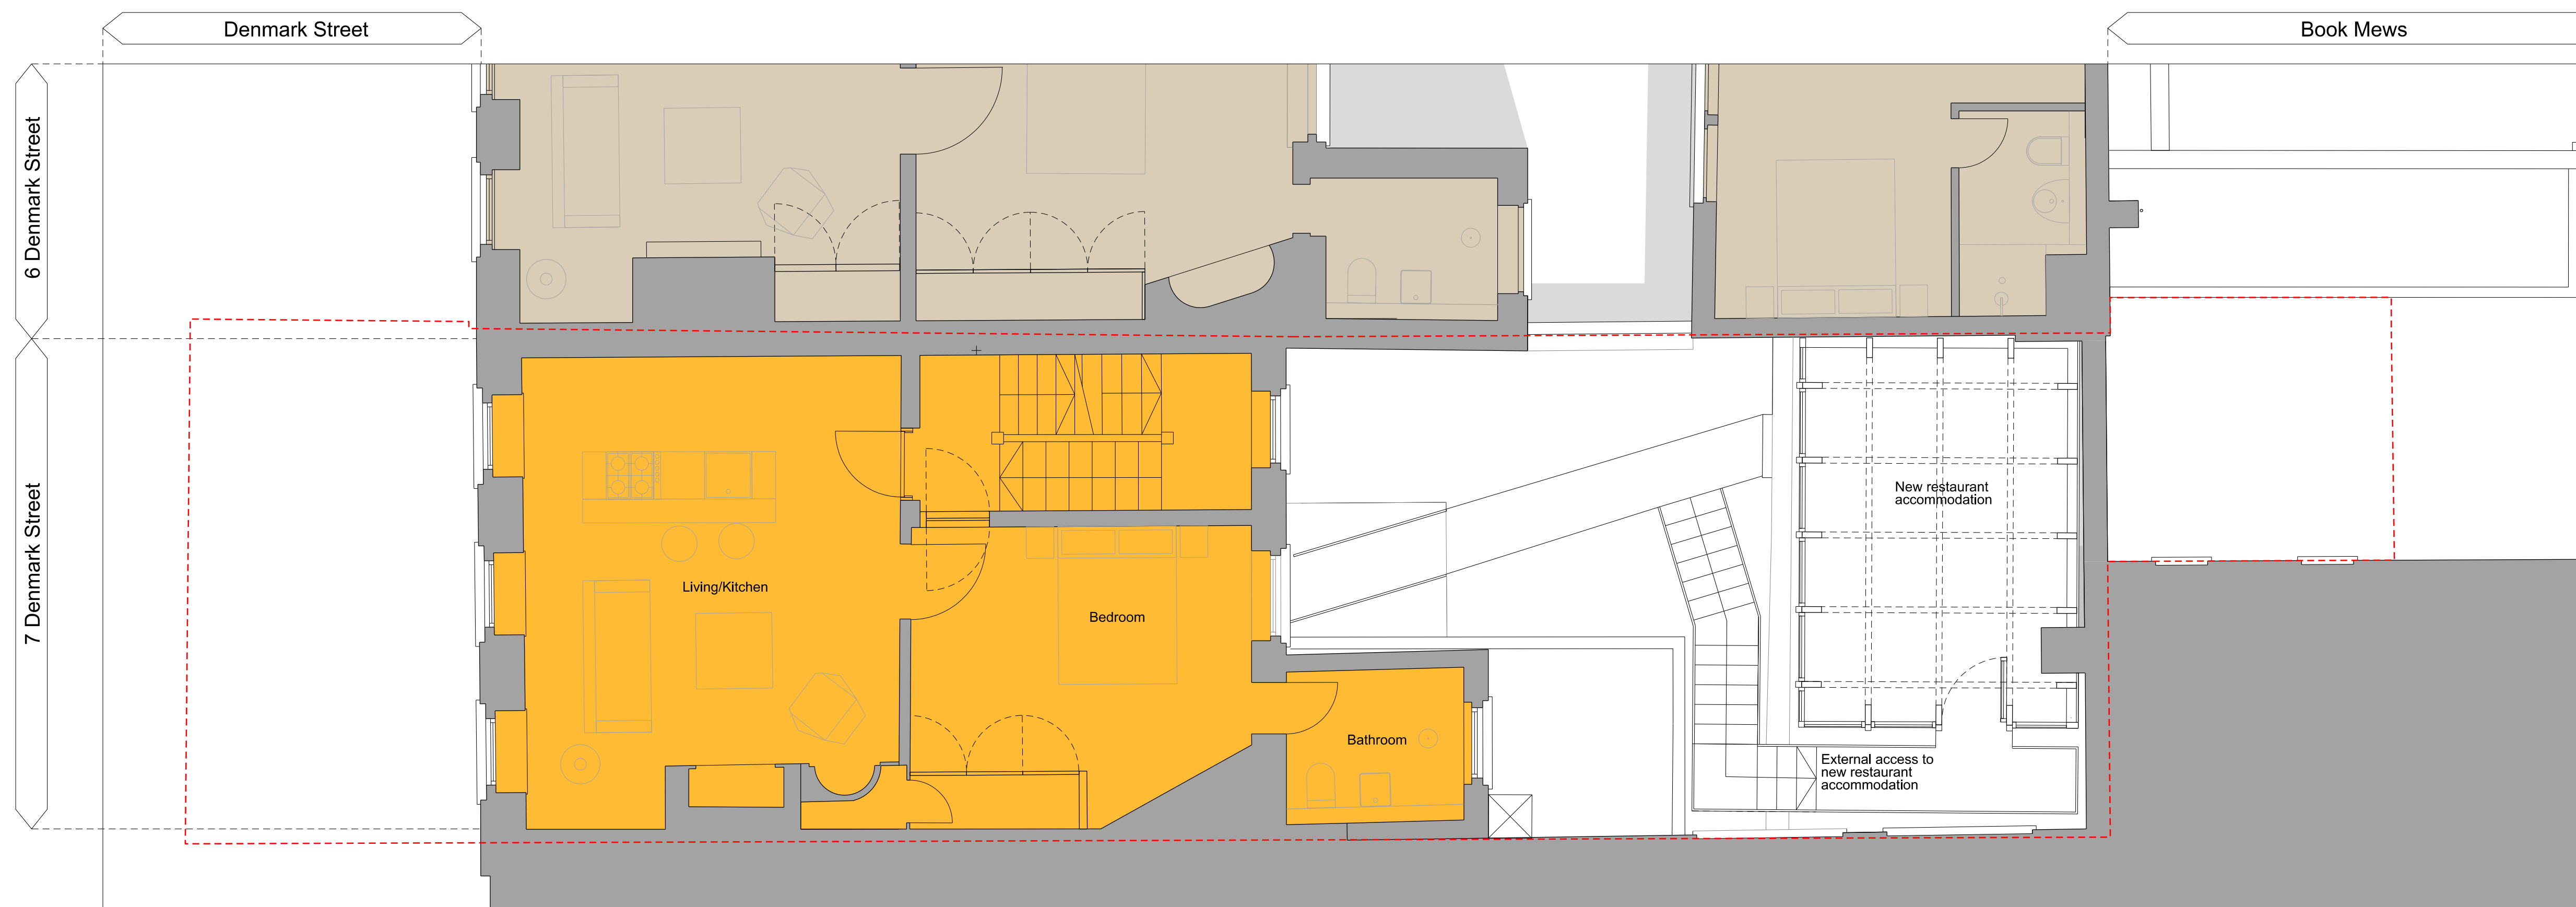 Denmark Street
Book Mews
6 Denmark Street
7 Denmark Street
New restaurant
accommodation
Living/Kitchen
Bedroom
Bathroom
External access to
new restaurant
accommodation